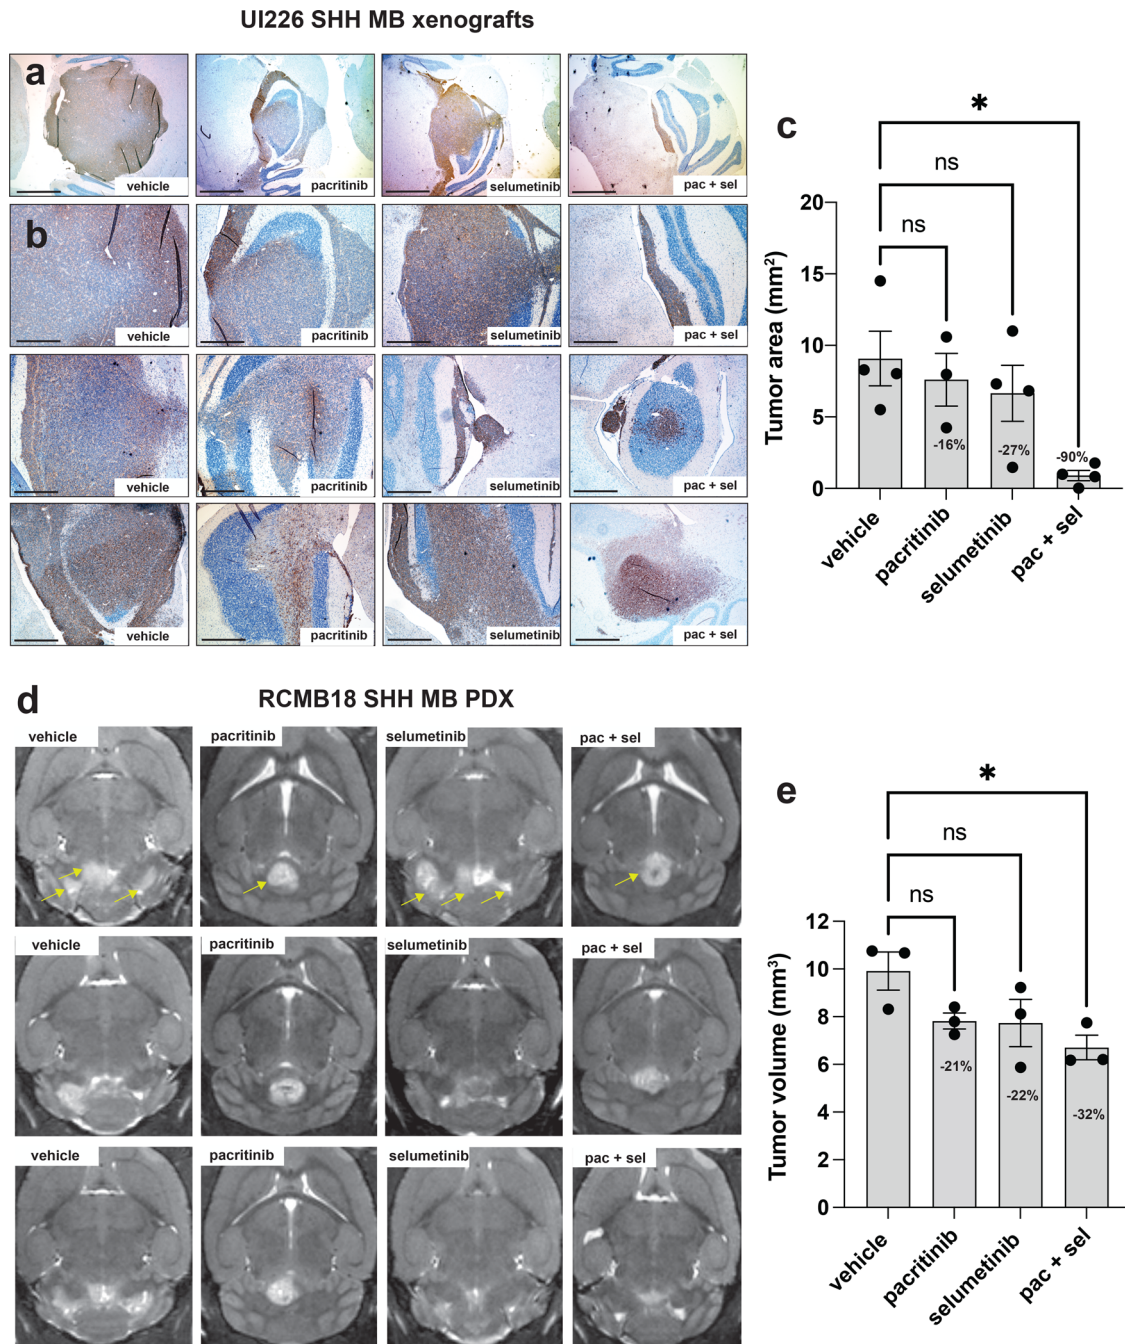 UI226 SHH MB xenografts
a
vehicle
pacritinib
selumetinib
pac + sel
b
vehicle
pacritinib
selumetinib
pac + sel
vehicle
pacritinib
selumetinib
pac + sel
vehicle
pacritinib
selumetinib
pac + sel
c
*
ns
ns
Tumor area (mm²)
20
15
10
5
0
-16%
-27%
-90%
vehicle
pacritinib
selumetinib
pac + sel
d
RCMB18 SHH MB PDX
vehicle
pacritinib
selumetinib
pac + sel
vehicle
pacritinib
selumetinib
pac + sel
vehicle
pacritinib
selumetinib
pac + sel
e
*
ns
ns
Tumor volume (mm³)
12
10
8
6
4
2
0
-21%
-22%
-32%
vehicle
pacritinib
selumetinib
pac + sel